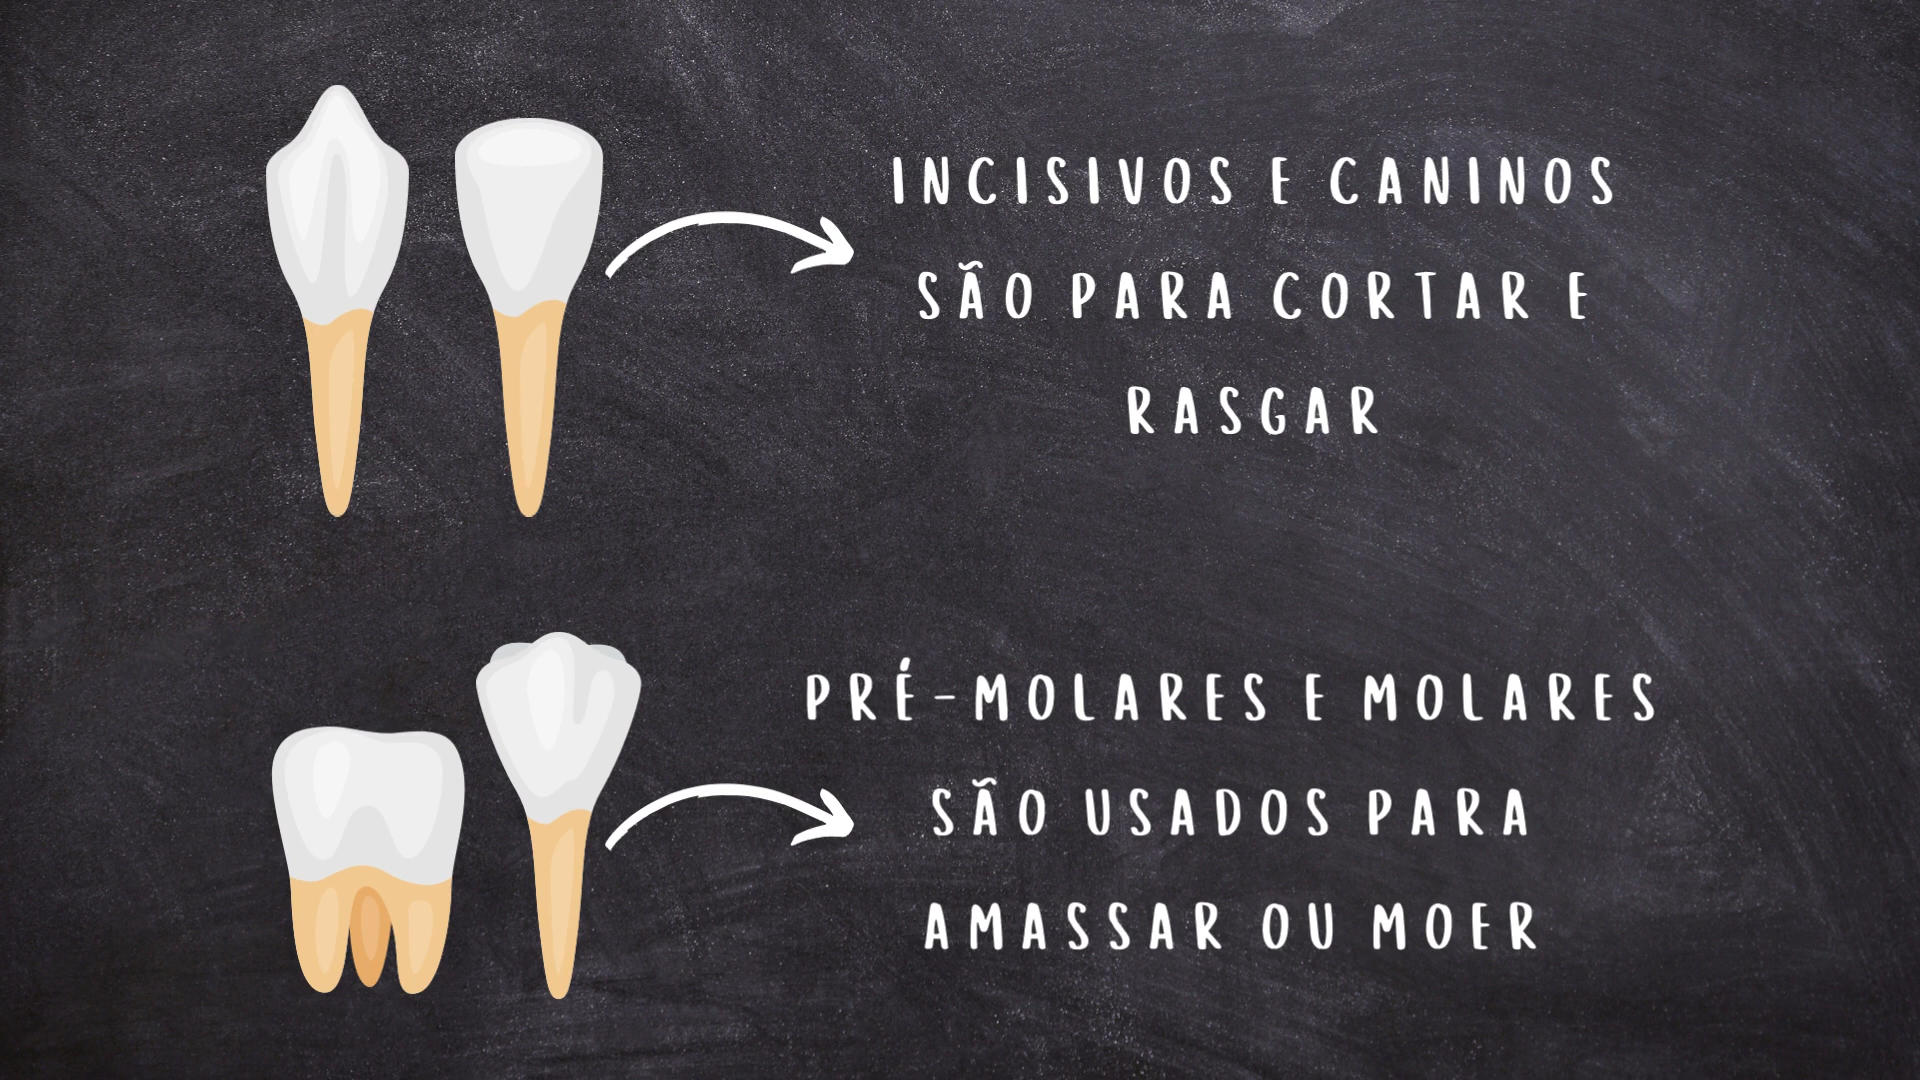 INCISIVOS E CANINOS
SÃO PARA CORTAR E
RASGAR
PRÉ-MOLARES E MOLARES
SÃO USADOS PARA
AMASSAR OU MOER